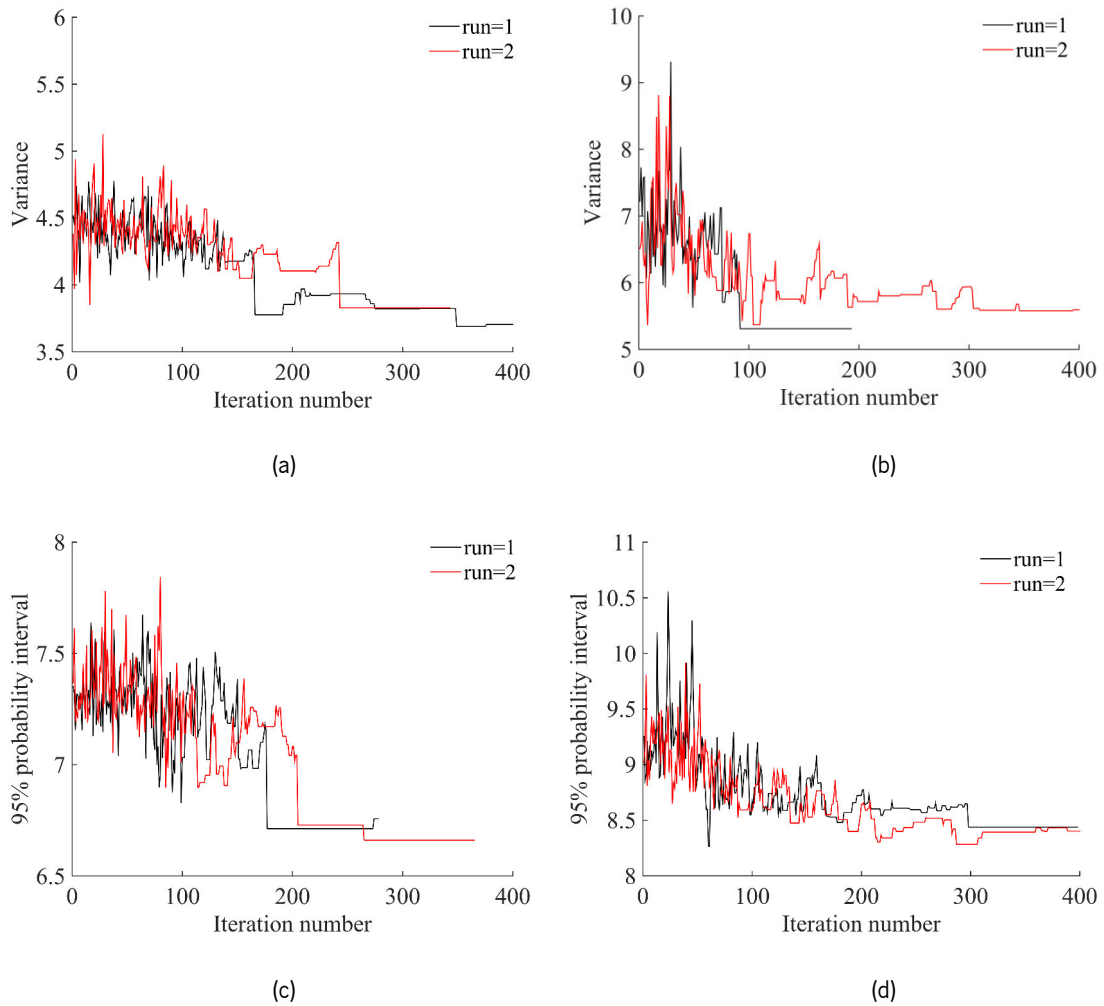 6
5.5
5
4.5
4
3.5
Variance
0 100 200 300 400
Iteration number
run=1
run=2
(a)
10
9
8
7
6
5
Variance
0 100 200 300 400
Iteration number
run=1
run=2
(b)
8
7.5
7
6.5
95% probability interval
0 100 200 300 400
Iteration number
run=1
run=2
(c)
11
10.5
10
9.5
9
8.5
8
95% probability interval
0 100 200 300 400
Iteration number
run=1
run=2
(d)